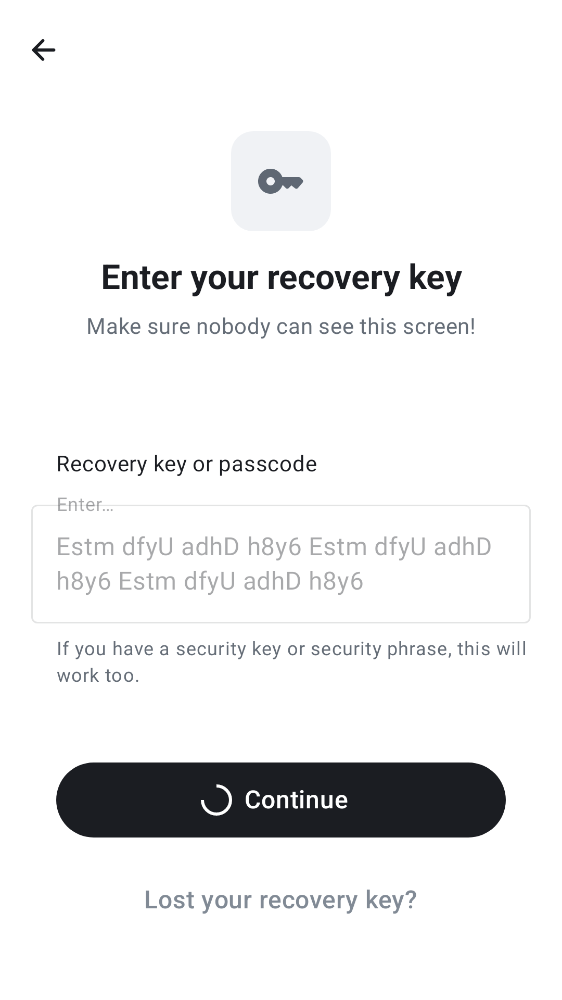 Enter your recovery key
Make sure nobody can see this screen!
Recovery key or passcode
Enter…
Estm dfyU adhD h8y6 Estm dfyU adhD
h8y6 Estm dfyU adhD h8y6
If you have a security key or security phrase, this will
work too.
Continue
Lost your recovery key?